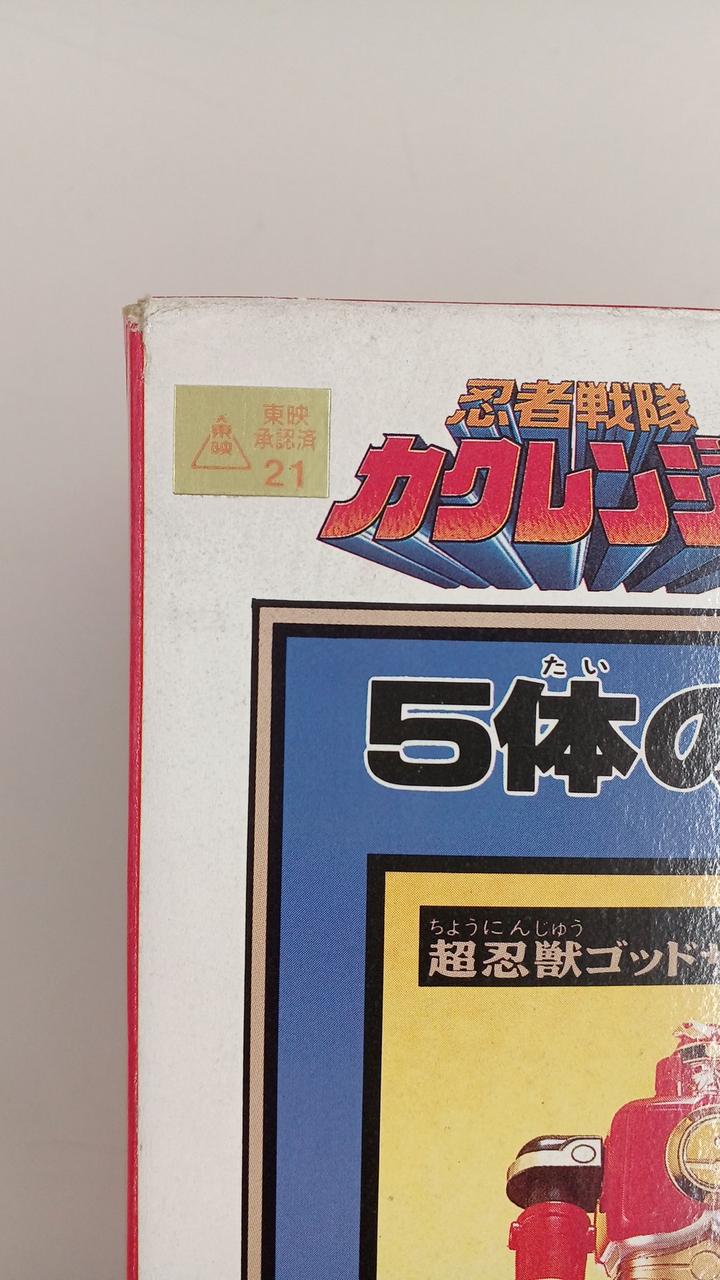 東映
東映
承認済
21
忍者戦隊
カクレンジ
たい
5体の
ちょうにんじゅう
超忍獣ゴッド